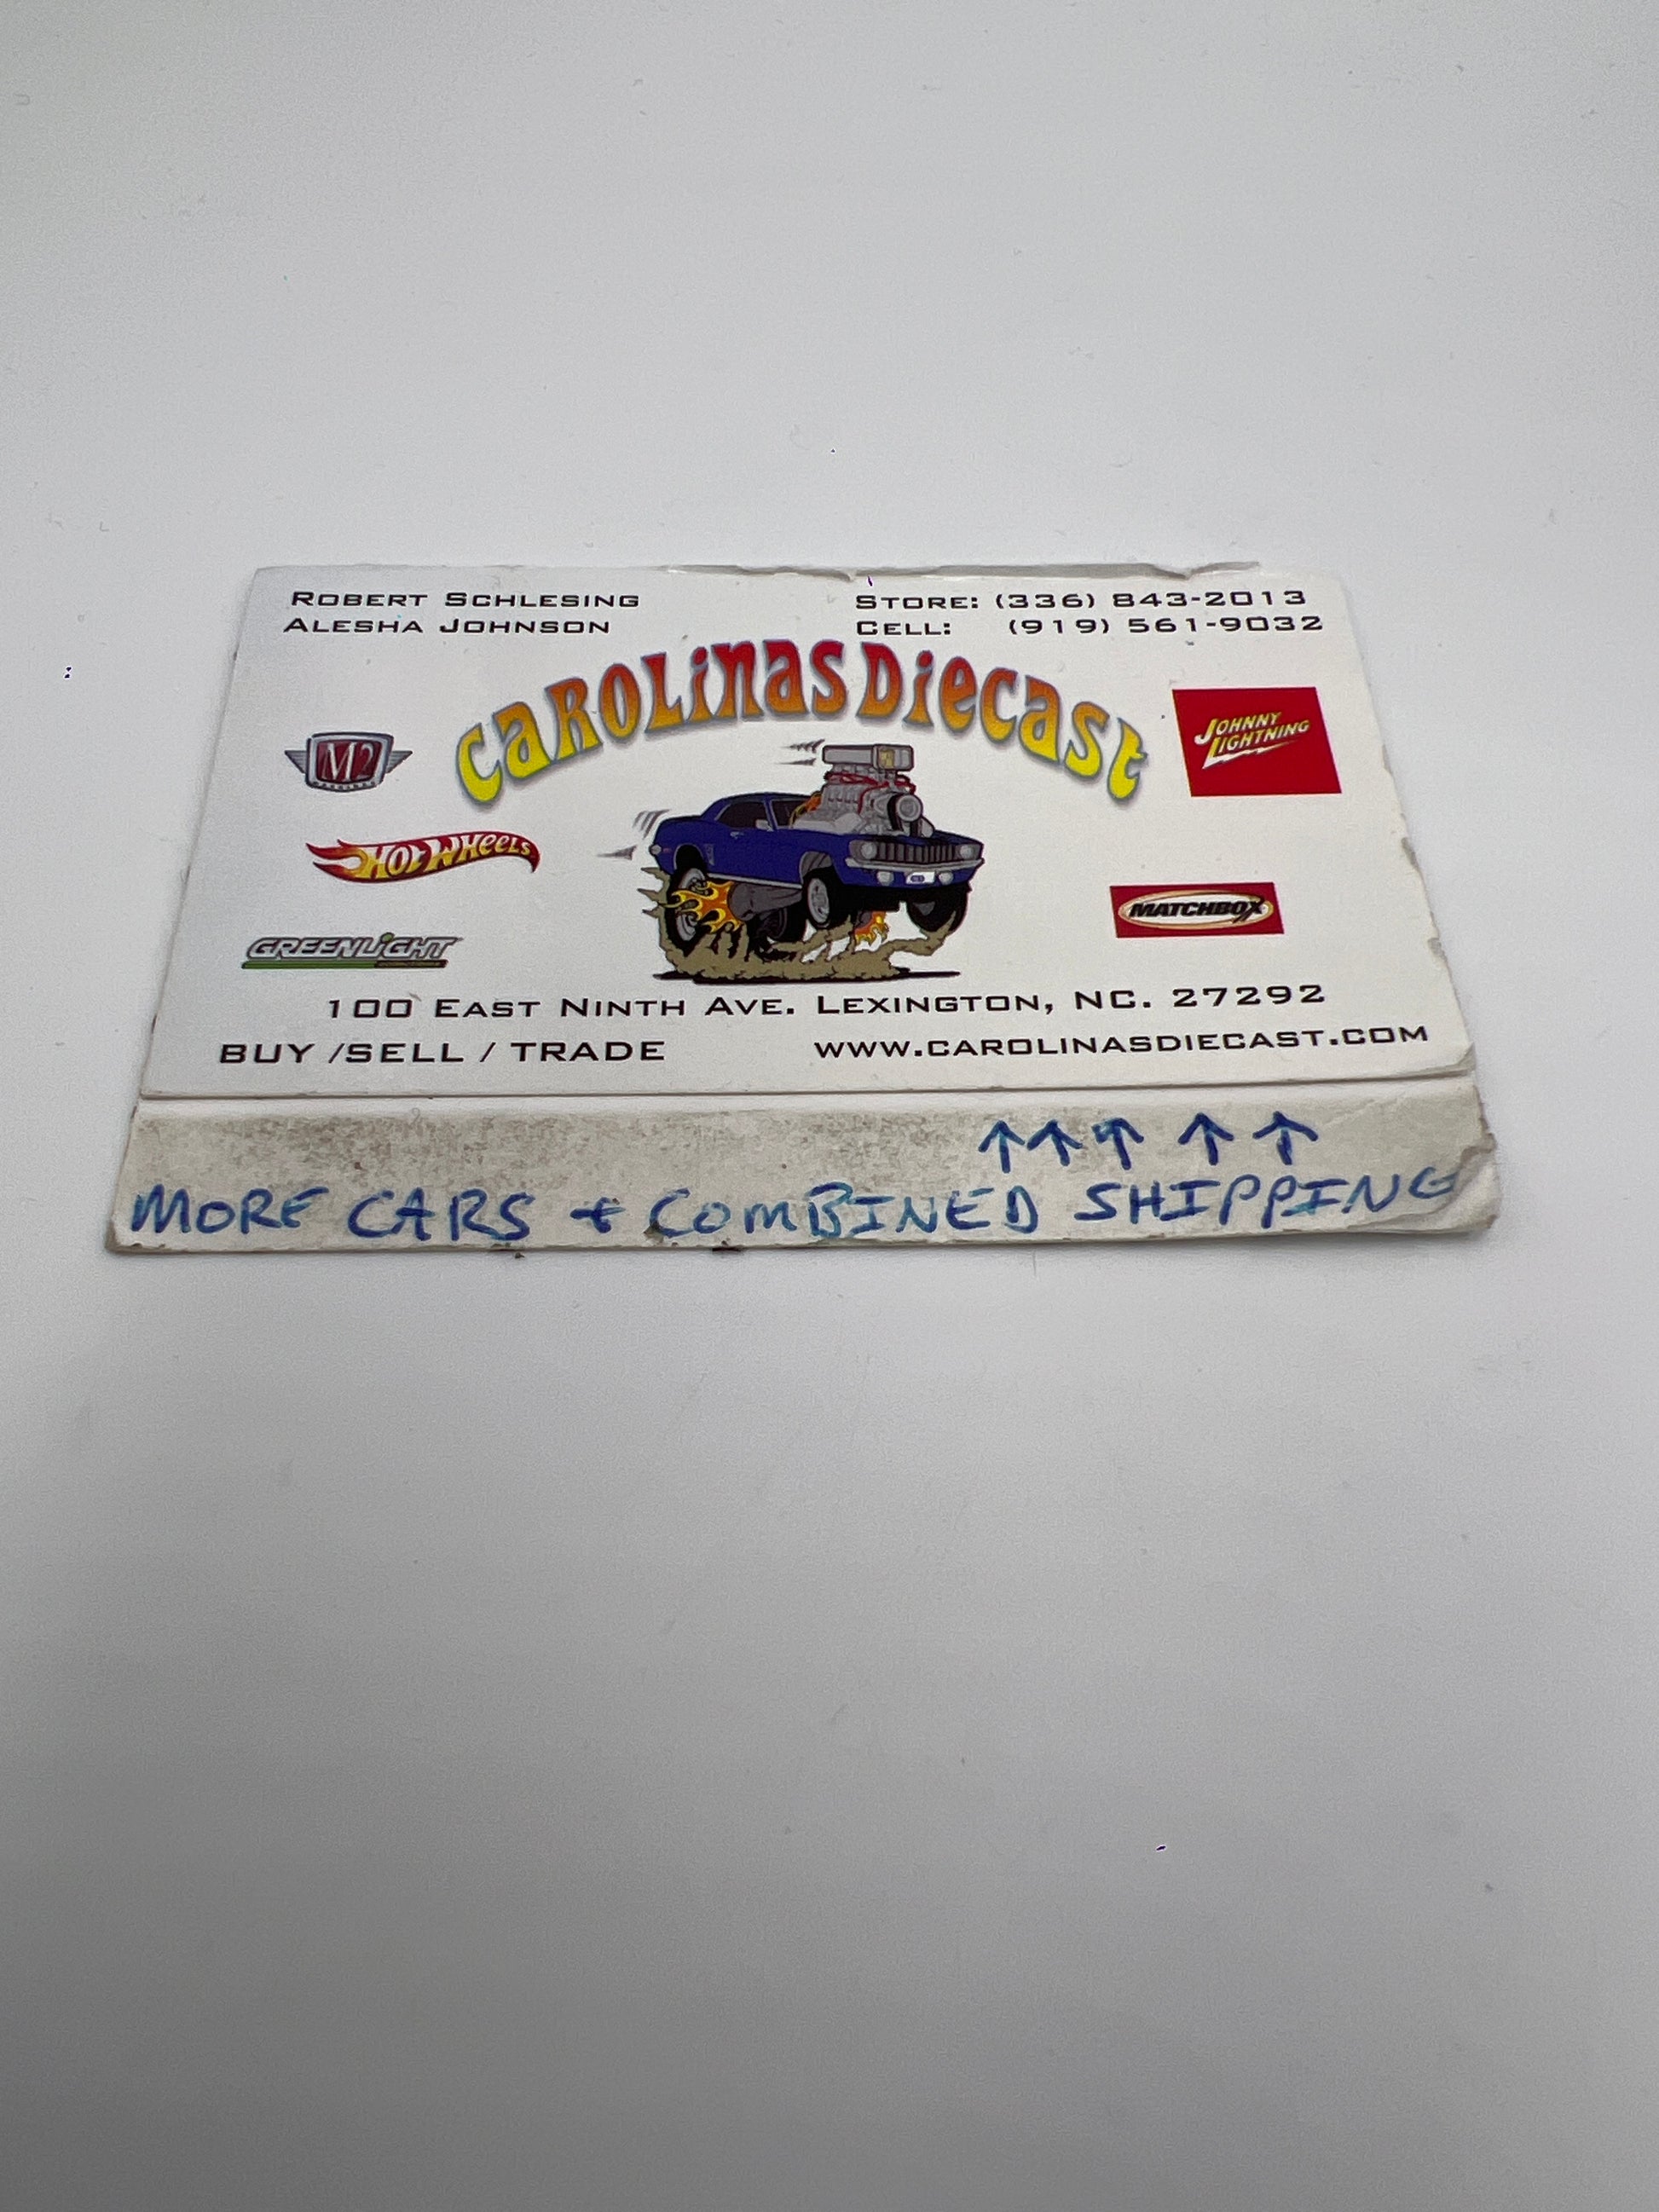 ROBERT SCHLESING
ALESHA JOHNSON
STORE: (336) 843-2013
CELL: (919) 561-9032
CAROLINAS DIECAST
M2
JOHNNY
LIGHTNING
HOT WHEELS
MATCHBOX
GREENLIGHT
100 EAST NINTH AVE. LEXINGTON, NC. 27292
BUY /SELL / TRADE
WWW.CAROLINASDIECAST.COM
↑↑↑ ↑ ↑
MORE CARS + COMBINED SHIPPING